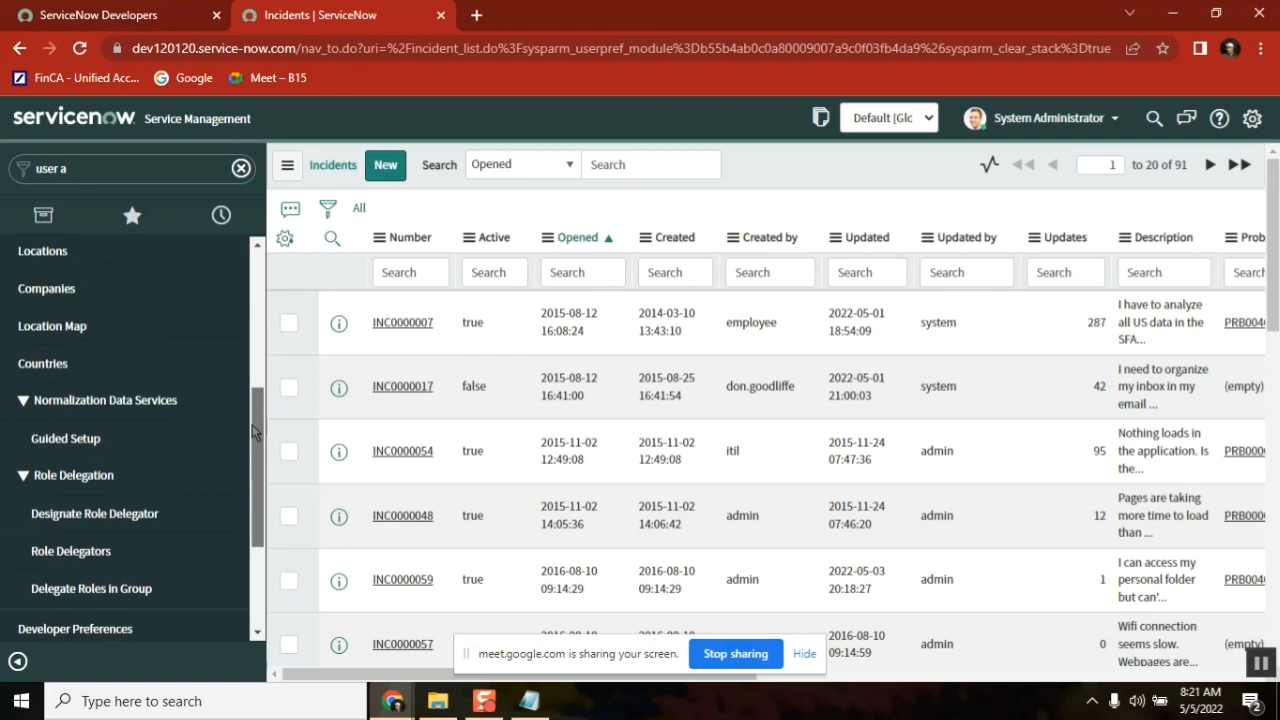 ServiceNow Developers
Incidents | ServiceNow
dev120120.service-now.com/nav_to.do?uri=%2Fincident_list.do%3Fsysparm_userpref_module%3Db55b4ab0c0a80009007a9c0f03fb4da9%26sysparm_clear_stack%3Dtrue
FinCA - Unified Acc...
Google
Meet – B15
servicenow Service Management
Default [Glc
System Administrator
user a
Locations
Companies
Location Map
Countries
Normalization Data Services
Guided Setup
Role Delegation
Designate Role Delegator
Role Delegators
Delegate Roles in Group
Developer Preferences
Incidents New Search Opened Search 1 to 20 of 91
All
Number Active Opened Created Created by Updated Updated by Updates Description Prob
Search Search Search Search Search Search Search Search Search Search
INC0000007 true 2015-08-12 16:08:24 2014-03-10 13:43:10 employee 2022-05-01 18:54:09 system 287 I have to analyze all US data in the SFA... PRB004
INC0000017 false 2015-08-12 16:41:00 2015-08-25 16:41:54 don.goodliffe 2022-05-01 21:00:03 system 42 I need to organize my inbox in my email ... (empty)
INC0000054 true 2015-11-02 12:49:08 2015-11-02 12:49:08 itil 2015-11-24 07:47:36 admin 95 Nothing loads in the application. Is the... PRB000
INC0000048 true 2015-11-02 14:05:36 2015-11-02 14:06:42 admin 2015-11-24 07:46:20 admin 12 Pages are taking more time to load than ... PRB000
INC0000059 true 2016-08-10 09:14:29 2016-08-10 09:14:29 admin 2022-05-03 20:18:27 admin 1 I can access my personal folder but can'... PRB004
INC0000057 2016-08-10 09:14:59 admin 0 Wifi connection seems slow. Webpages are... (empty)
meet.google.com is sharing your screen. Stop sharing Hide
Type here to search
8:21 AM
5/5/2022
2